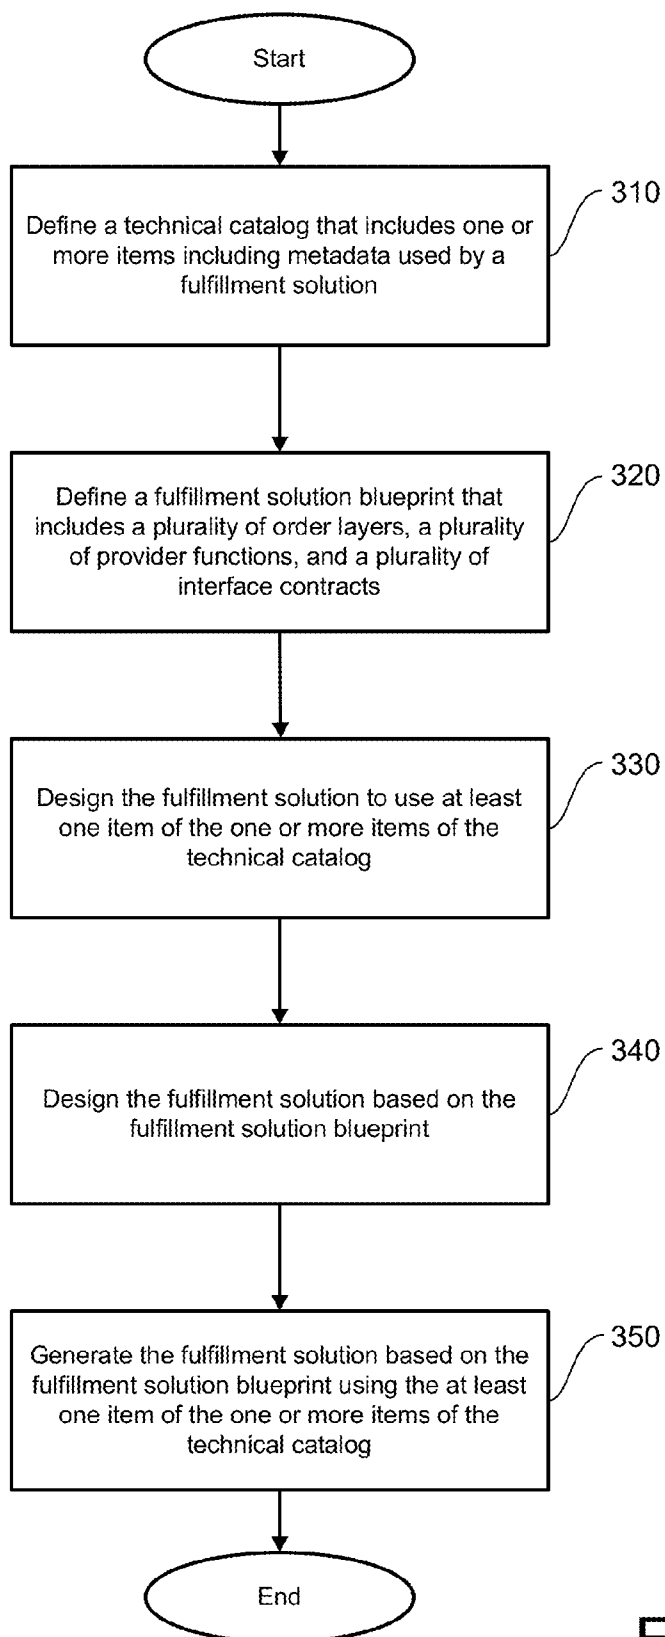 Start
310
Define a technical catalog that includes one or
more items including metadata used by a
fulfillment solution
320
Define a fulfillment solution blueprint that
includes a plurality of order layers, a plurality
of provider functions, and a plurality of
interface contracts
330
Design the fulfillment solution to use at least
one item of the one or more items of the
technical catalog
340
Design the fulfillment solution based on the
fulfillment solution blueprint
350
Generate the fulfillment solution based on the
fulfillment solution blueprint using the at least
one item of the one or more items of the
technical catalog
End